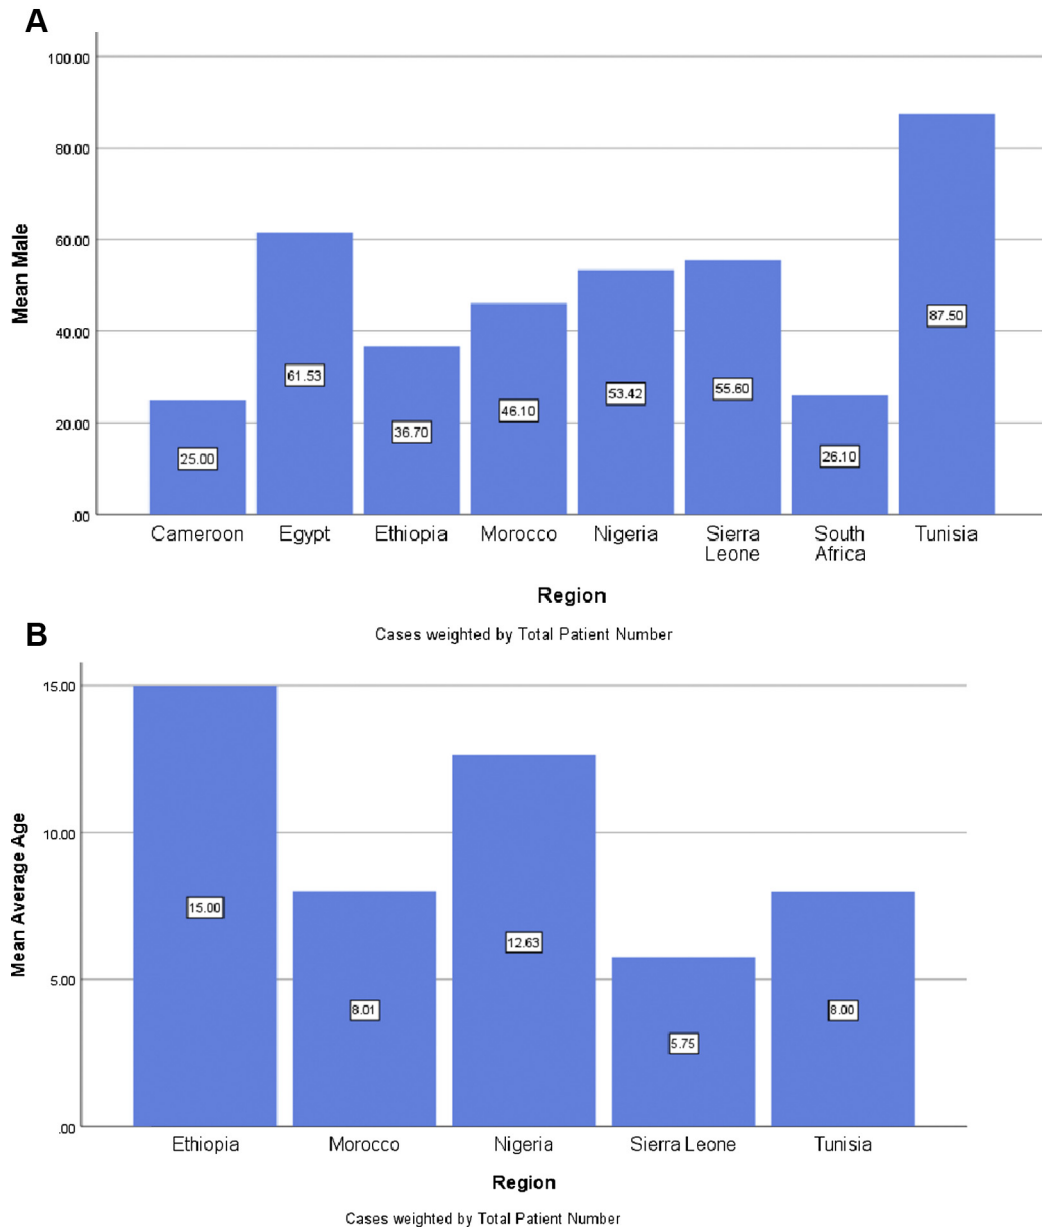 A
Mean Male
100.00
80.00
60.00
40.00
20.00
.00
25.00
61.53
36.70
46.10
53.42
55.60
26.10
87.50
Cameroon
Egypt
Ethiopia
Morocco
Nigeria
Sierra
Leone
South
Africa
Tunisia
Region
Cases weighted by Total Patient Number
B
Mean Average Age
15.00
10.00
5.00
.00
15.00
8.01
12.63
5.75
8.00
Ethiopia
Morocco
Nigeria
Sierra Leone
Tunisia
Region
Cases weighted by Total Patient Number